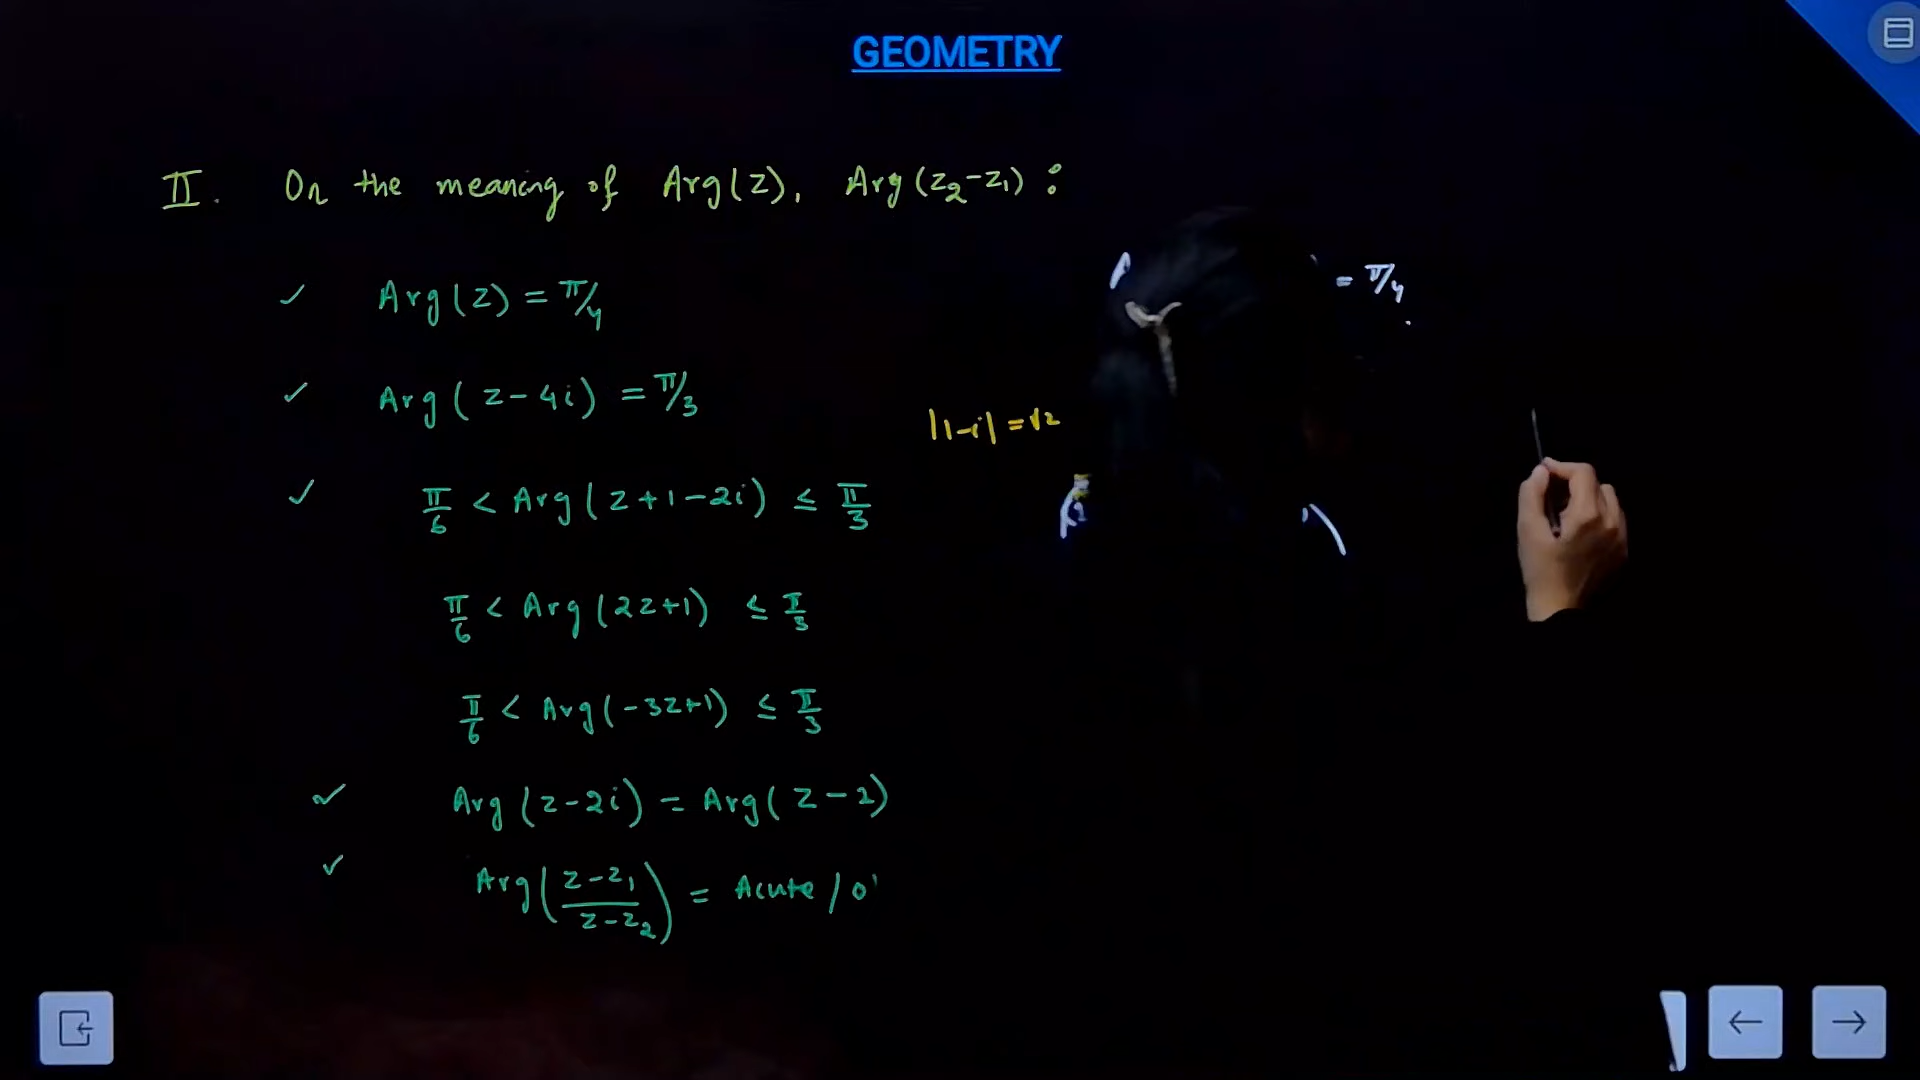 GEOMETRY
II. On the meaning of Arg(z), Arg(z₂-z₁) :
✓ Arg(z) = π/4
✓ Arg(z-4i) = π/3
✓ π/6 < Arg(z+1-2i) ≤ π/3
π/6 < Arg(2z+1) ≤ π/3
π/6 < Arg(-3z+1) ≤ π/3
✓ Arg(z-2i) = Arg(z-2)
✓ Arg((z-z₁)/(z-z₂)) = Acute / 0
= π/4
|1-i| = √2